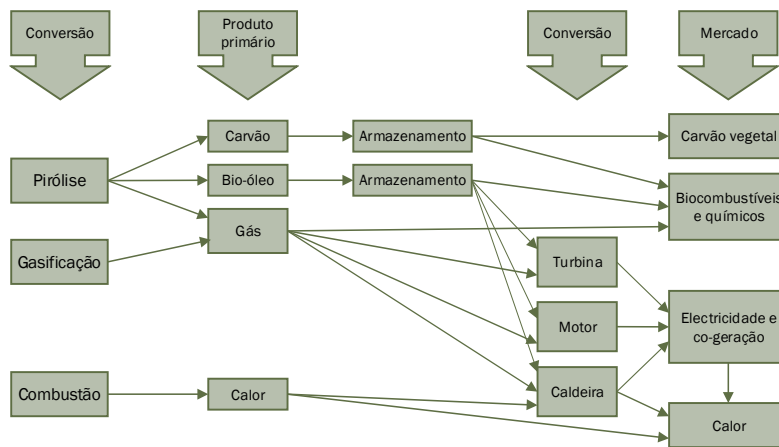 Conversão
Produto
primário
Conversão
Mercado
Carvão
Armazenamento
Carvão vegetal
Pirólise
Bio-óleo
Armazenamento
Biocombustíveis
e químicos
Gás
Gasificação
Turbina
Motor
Electricidade e
co-geração
Combustão
Calor
Caldeira
Calor